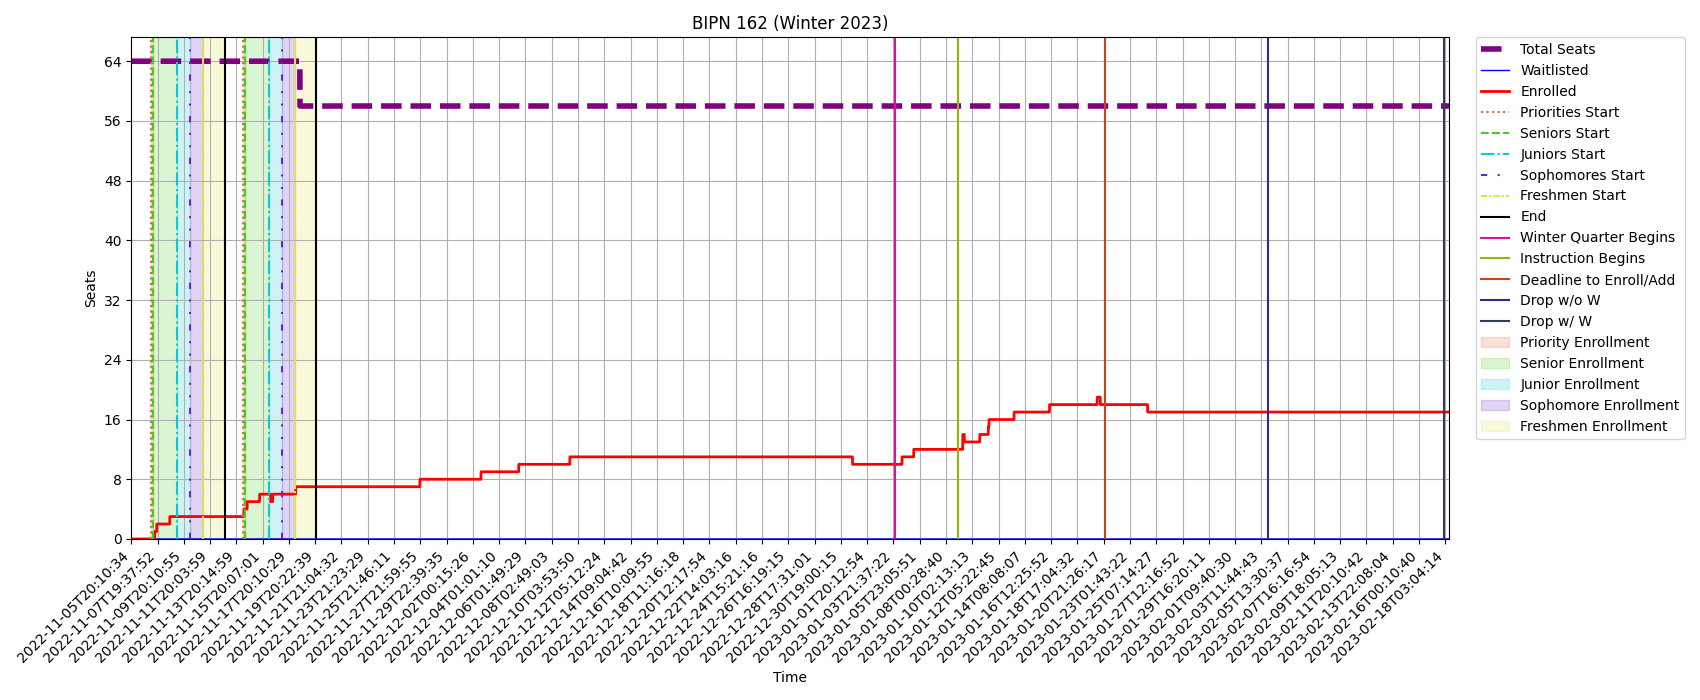 BIPN 162 (Winter 2023)
Seats
64
56
48
40
32
24
16
8
0
2022-11-05T20:10:34
2022-11-07T19:37:52
2022-11-09T20:10:55
2022-11-11T20:03:59
2022-11-13T20:14:59
2022-11-15T20:07:01
2022-11-17T20:10:29
2022-11-19T20:22:39
2022-11-21T21:04:32
2022-11-23T21:23:29
2022-11-25T21:46:11
2022-11-27T21:59:55
2022-11-29T22:39:35
2022-12-02T00:15:26
2022-12-04T01:01:10
2022-12-06T01:49:29
2022-12-08T02:49:03
2022-12-10T03:53:50
2022-12-12T05:12:24
2022-12-14T09:04:42
2022-12-16T10:09:55
2022-12-18T11:16:18
2022-12-20T12:17:54
2022-12-22T14:03:16
2022-12-24T15:21:16
2022-12-26T16:19:15
2022-12-28T17:31:01
2022-12-30T19:00:15
2023-01-01T20:12:54
2023-01-03T21:37:22
2023-01-05T23:05:51
2023-01-08T00:28:40
2023-01-10T02:13:13
2023-01-12T05:22:45
2023-01-14T08:08:07
2023-01-16T12:25:52
2023-01-18T17:04:32
2023-01-20T21:26:17
2023-01-23T01:43:22
2023-01-25T07:14:27
2023-01-27T12:16:52
2023-01-29T16:20:11
2023-02-01T09:40:30
2023-02-03T11:44:43
2023-02-05T13:30:37
2023-02-07T16:16:54
2023-02-09T18:05:13
2023-02-11T20:10:42
2023-02-13T22:08:04
2023-02-16T00:10:40
2023-02-18T03:04:14
Time
Total Seats
Waitlisted
Enrolled
Priorities Start
Seniors Start
Juniors Start
Sophomores Start
Freshmen Start
End
Winter Quarter Begins
Instruction Begins
Deadline to Enroll/Add
Drop w/o W
Drop w/ W
Priority Enrollment
Senior Enrollment
Junior Enrollment
Sophomore Enrollment
Freshmen Enrollment